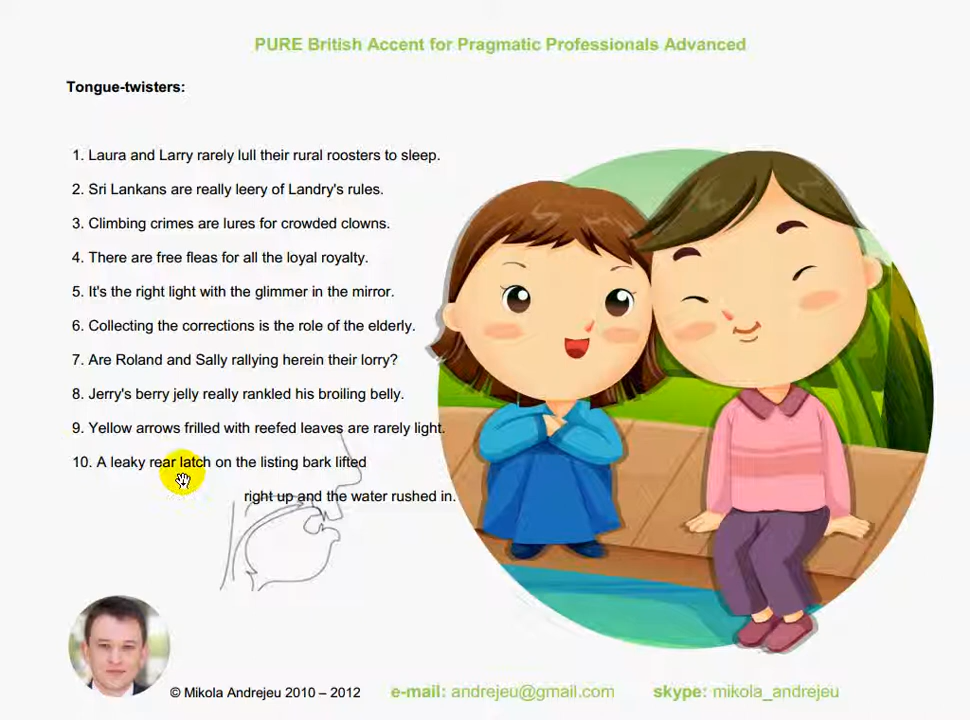 PURE British Accent for Pragmatic Professionals Advanced
Tongue-twisters:
1. Laura and Larry rarely lull their rural roosters to sleep.
2. Sri Lankans are really leery of Landry's rules.
3. Climbing crimes are lures for crowded clowns.
4. There are free fleas for all the loyal royalty.
5. It's the right light with the glimmer in the mirror.
6. Collecting the corrections is the role of the elderly.
7. Are Roland and Sally rallying herein their lorry?
8. Jerry's berry jelly really rankled his broiling belly.
9. Yellow arrows frilled with reefed leaves are rarely light.
10. A leaky rear latch on the listing bark lifted
right up and the water rushed in.
© Mikola Andrejeu 2010 – 2012 e-mail: andrejeu@gmail.com skype: mikola_andrejeu